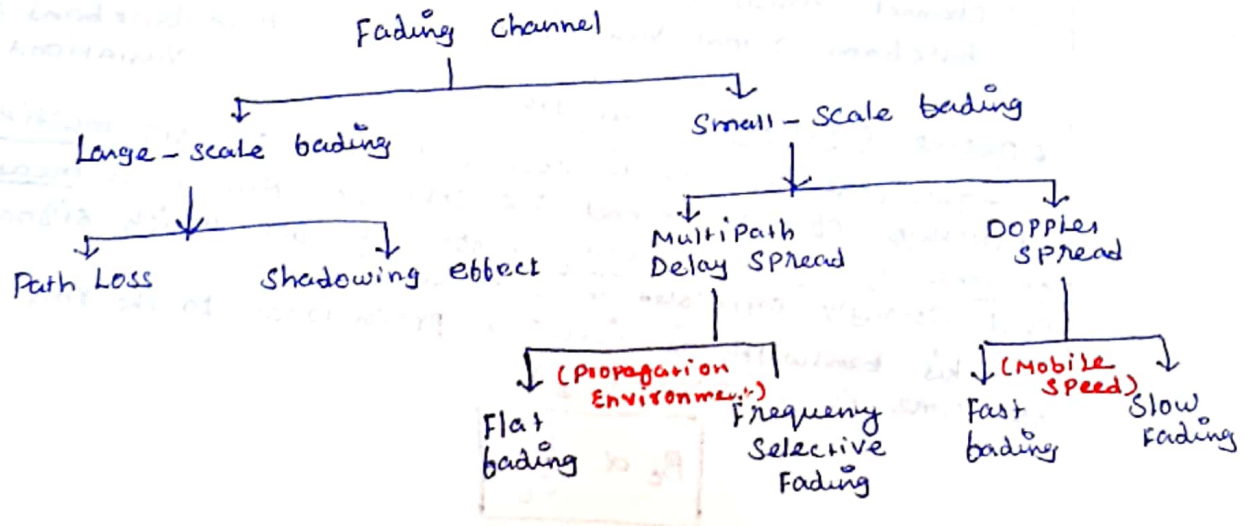 Fading Channel
Large - scale fading
Small - scale fading
Path Loss
Shadowing effect
Multipath
Delay Spread
Doppler
Spread
(Propagation
Environment)
(Mobile
Speed)
Flat
fading
Frequency
Selective
Fading
Fast
fading
Slow
Fading